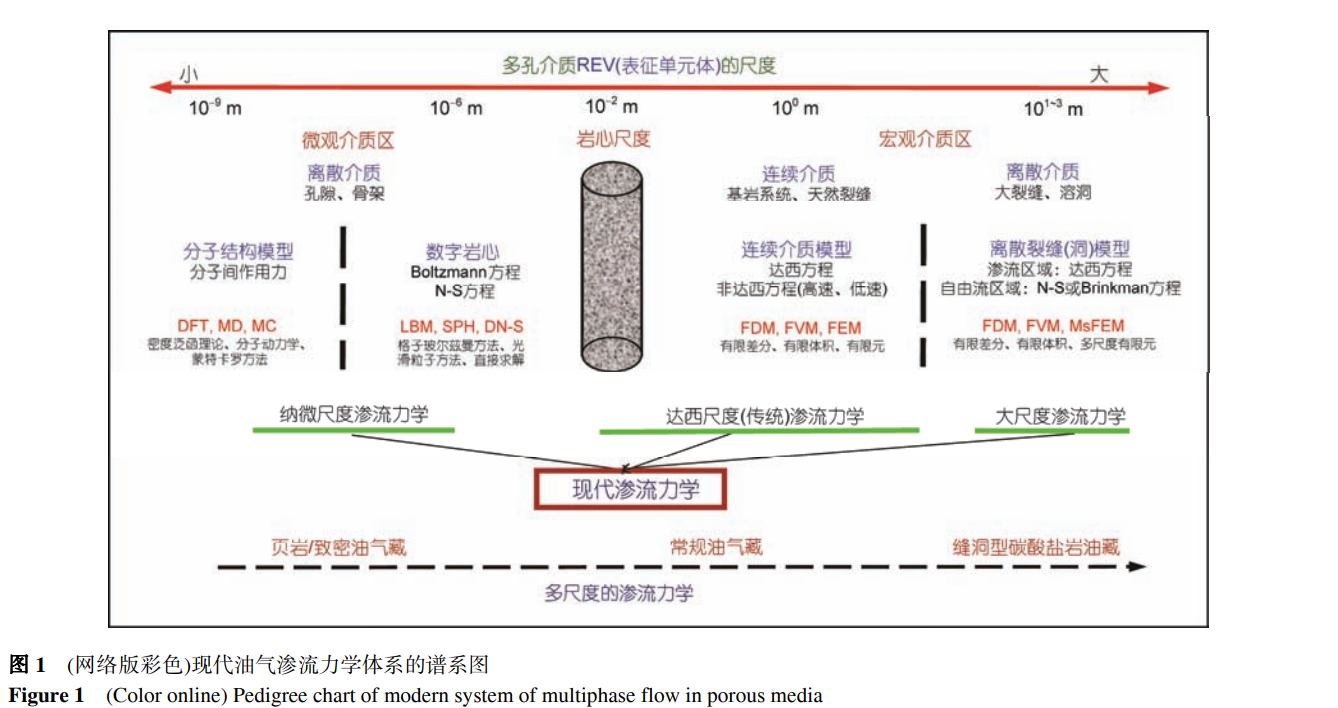 多孔介质REV(表征单元体)的尺度
小
大
10⁻⁹ m
10⁻⁶ m
10⁻² m
10⁰ m
10¹⁻³ m
微观介质区
岩心尺度
宏观介质区
离散介质
孔隙、骨架
连续介质
基岩系统、天然裂缝
离散介质
大裂缝、溶洞
分子结构模型
分子间作用力
数字岩心
Boltzmann方程
N-S方程
连续介质模型
达西方程
非达西方程(高速、低速)
离散裂缝(洞)模型
渗流区域：达西方程
自由流区域：N-S或Brinkman方程
DFT, MD, MC
密度泛函理论、分子动力学、
蒙特卡罗方法
LBM, SPH, DN-S
格子玻尔兹曼方法、光
滑粒子方法、直接求解
FDM, FVM, FEM
有限差分、有限体积、有限元
FDM, FVM, MsFEM
有限差分、有限体积、多尺度有限元
纳微尺度渗流力学
达西尺度(传统)渗流力学
大尺度渗流力学
现代渗流力学
页岩/致密油气藏
常规油气藏
缝洞型碳酸盐岩油藏
多尺度的渗流力学
图 1 (网络版彩色)现代油气渗流力学体系的谱系图
Figure 1 (Color online) Pedigree chart of modern system of multiphase flow in porous media